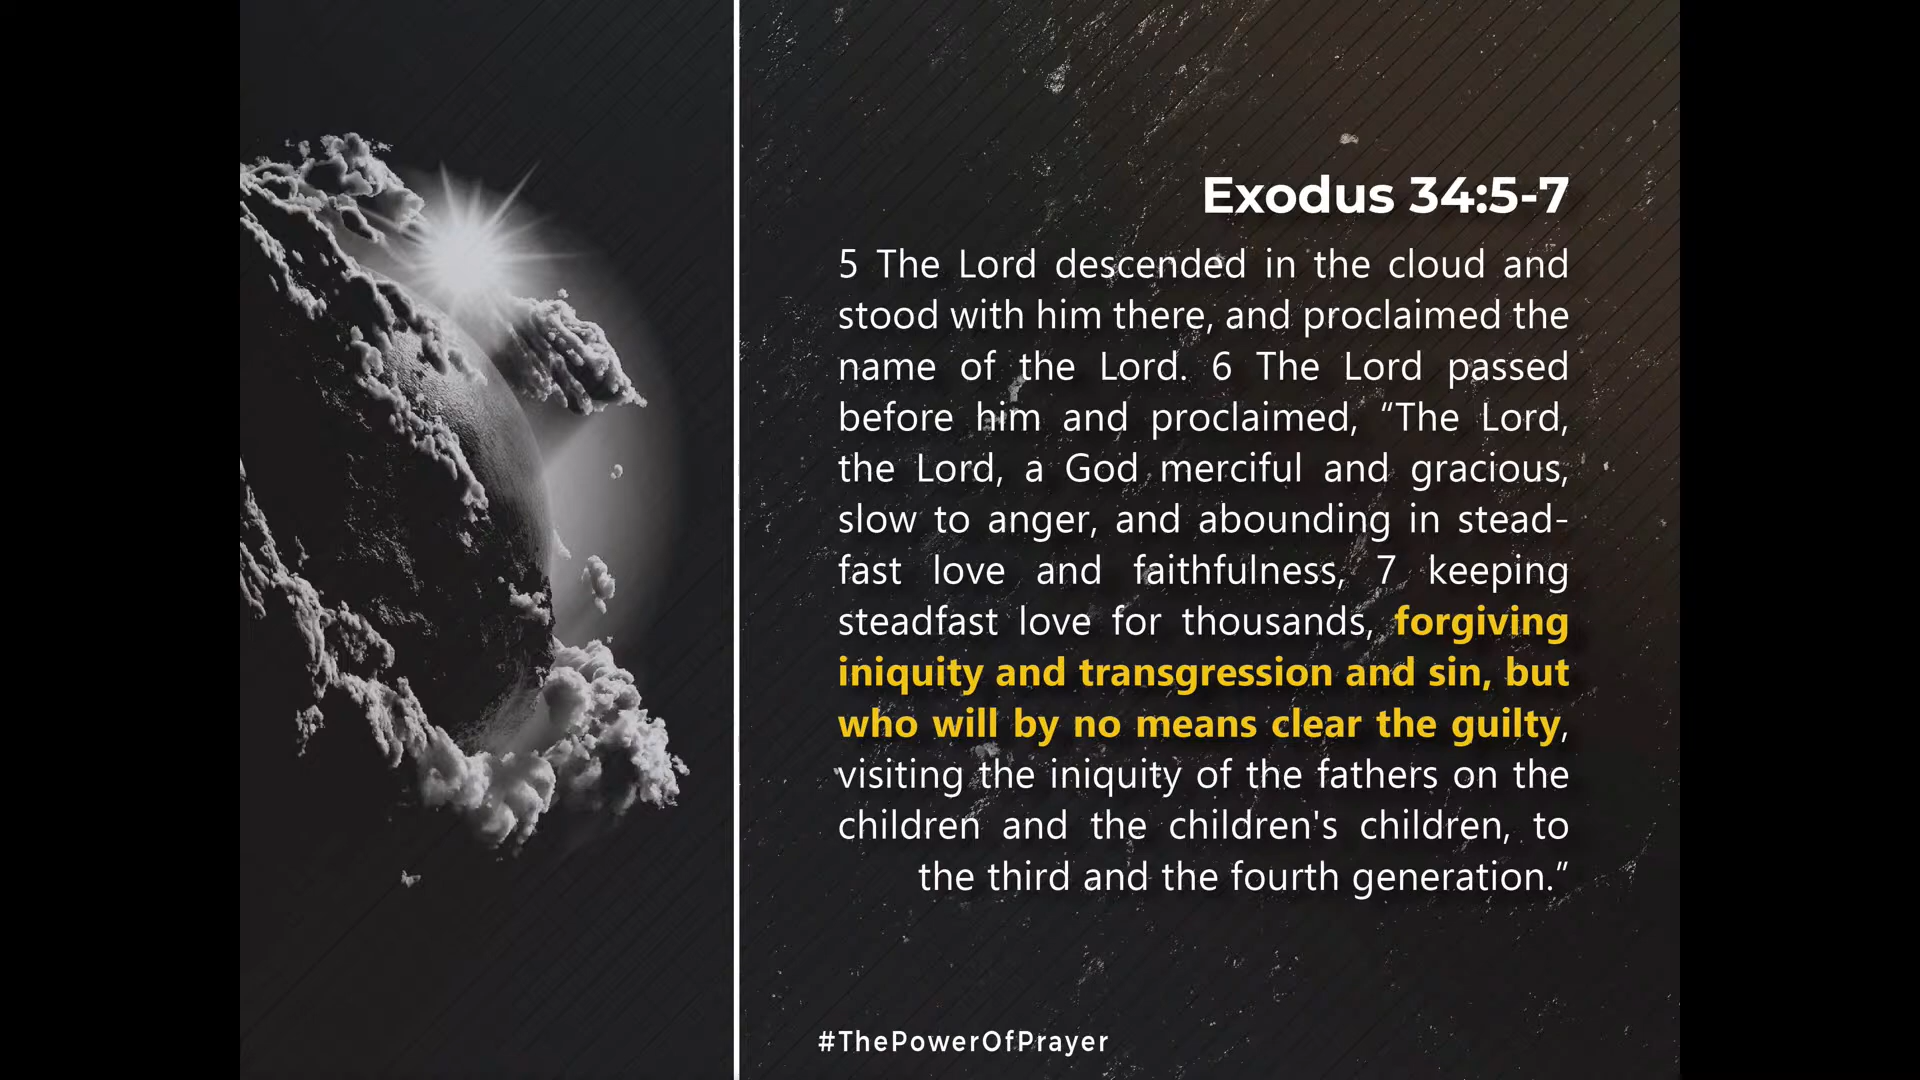 Exodus 34:5-7
5 The Lord descended in the cloud and
stood with him there, and proclaimed the
name of the Lord. 6 The Lord passed
before him and proclaimed, “The Lord,
the Lord, a God merciful and gracious,
slow to anger, and abounding in stead-
fast love and faithfulness, 7 keeping
steadfast love for thousands, forgiving
iniquity and transgression and sin, but
who will by no means clear the guilty,
visiting the iniquity of the fathers on the
children and the children's children, to
the third and the fourth generation.”
#ThePowerOfPrayer